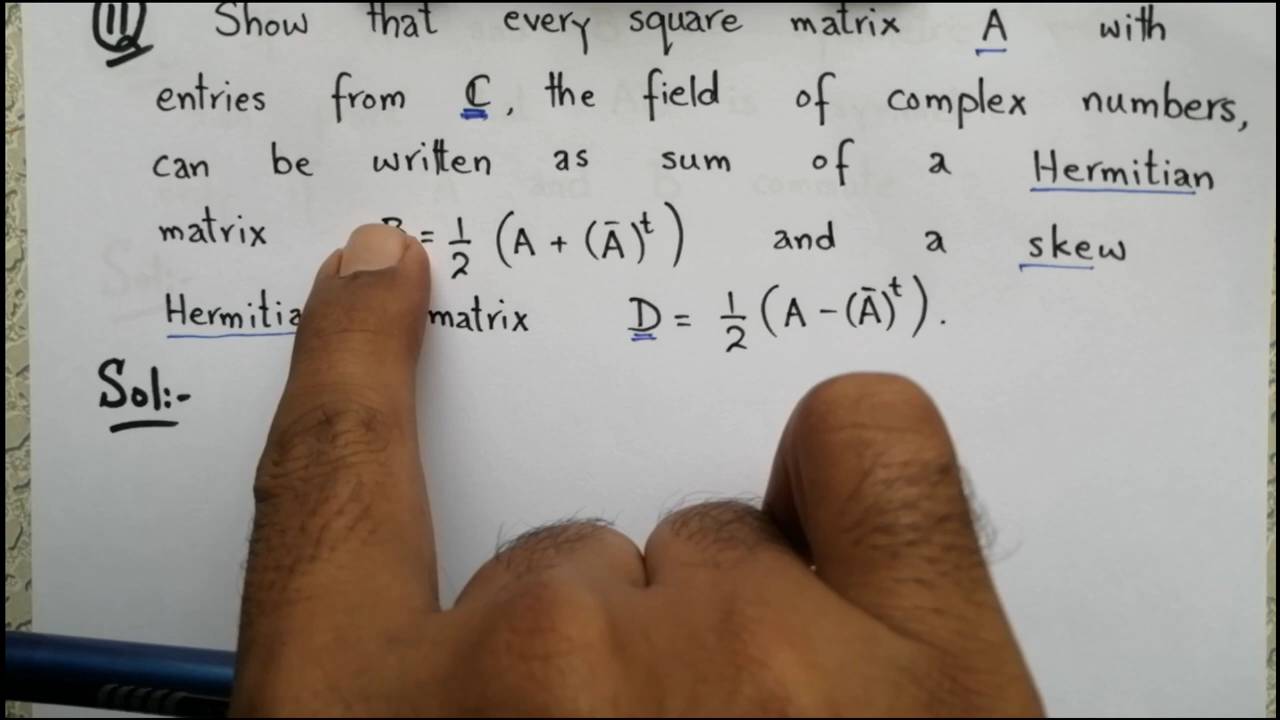 (11) Show that every square matrix A with
entries from C, the field of complex numbers,
can be written as sum of a Hermitian
matrix = 1/2 (A + (Ā)ᵗ) and a skew
matrix D = 1/2 (A - (Ā)ᵗ).
Sol:-